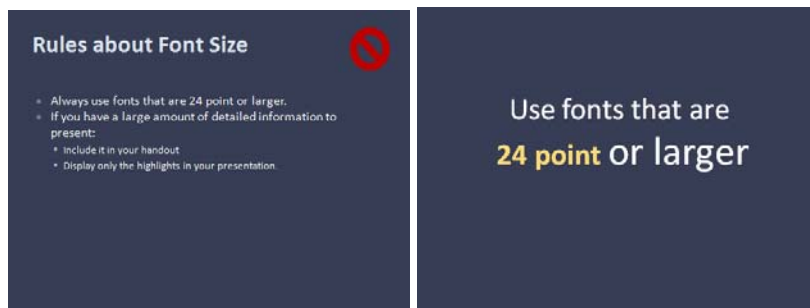 Rules about Font Size
Always use fonts that are 24 point or larger.
If you have a large amount of detailed information to
present:
Include it in your handout
Display only the highlights in your presentation.
Use fonts that are
24 point or larger